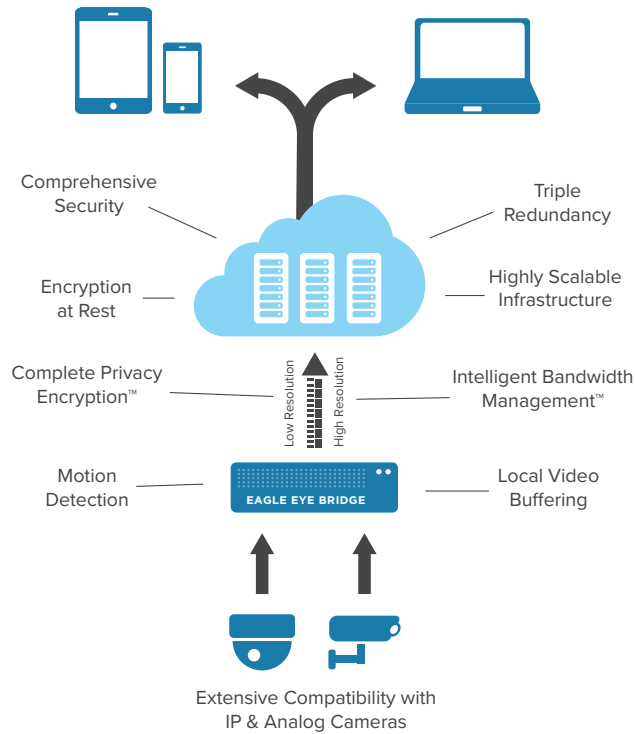 Comprehensive
Security
Triple
Redundancy
Encryption
at Rest
Highly Scalable
Infrastructure
Complete Privacy
Encryption™
Low Resolution
High Resolution
Intelligent Bandwidth
Management™
Motion
Detection
EAGLE EYE BRIDGE
Local Video
Buffering
Extensive Compatibility with
IP & Analog Cameras